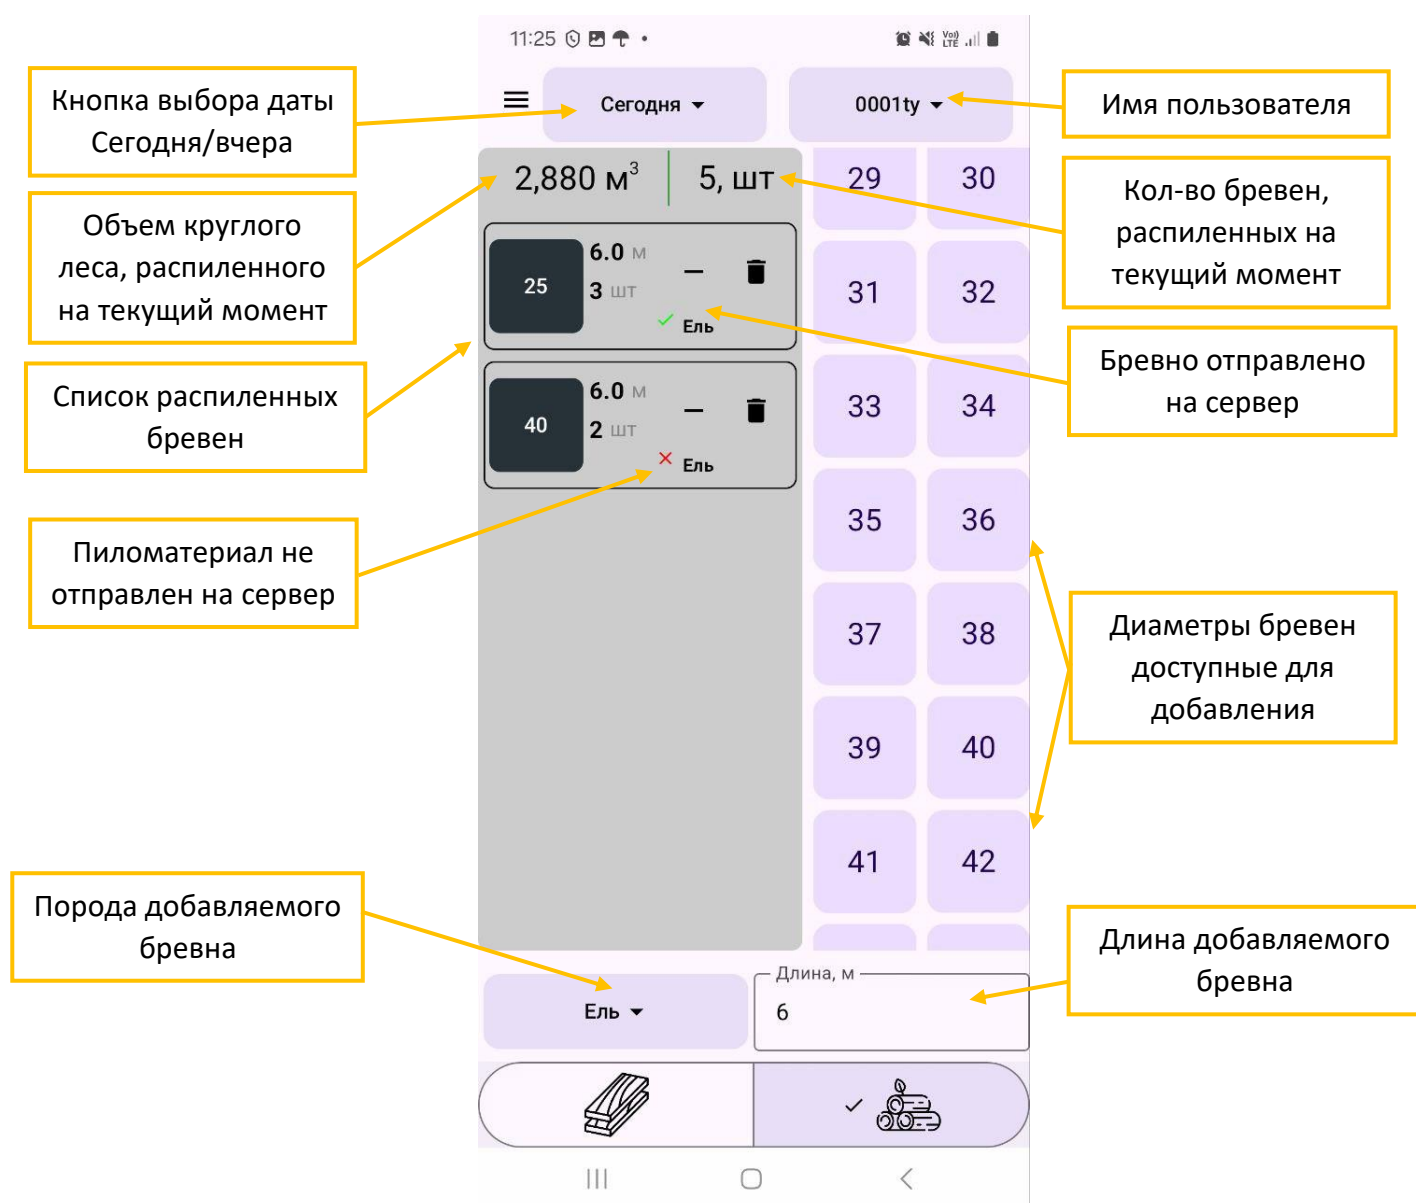 11:25
Vo))
LTE
Кнопка выбора даты
Сегодня/вчера
Сегодня
0001ty
Имя пользователя
Объем круглого
леса, распиленного
на текущий момент
2,880 м³
5, шт
Кол-во бревен,
распиленных на
текущий момент
25
6.0 м
3 шт
Ель
Бревно отправлено
на сервер
Список распиленных
бревен
40
6.0 м
2 шт
Ель
Пиломатериал не
отправлен на сервер
29 30
31 32
33 34
35 36
37 38
39 40
41 42
Диаметры бревен
доступные для
добавления
Порода добавляемого
бревна
Ель
Длина, м
6
Длина добавляемого
бревна